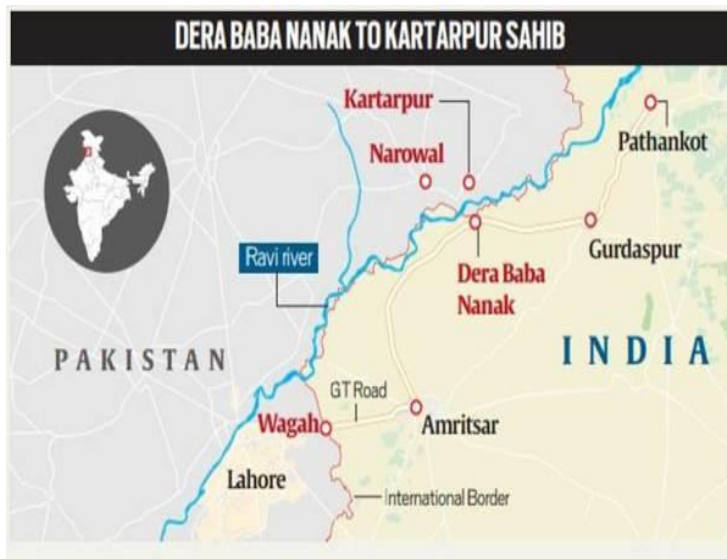 DERA BABA NANAK TO KARTARPUR SAHIB
Kartarpur
Narowal
Pathankot
Ravi river
Dera Baba
Nanak
Gurdaspur
PAKISTAN
INDIA
GT Road
Wagah
Amritsar
Lahore
International Border